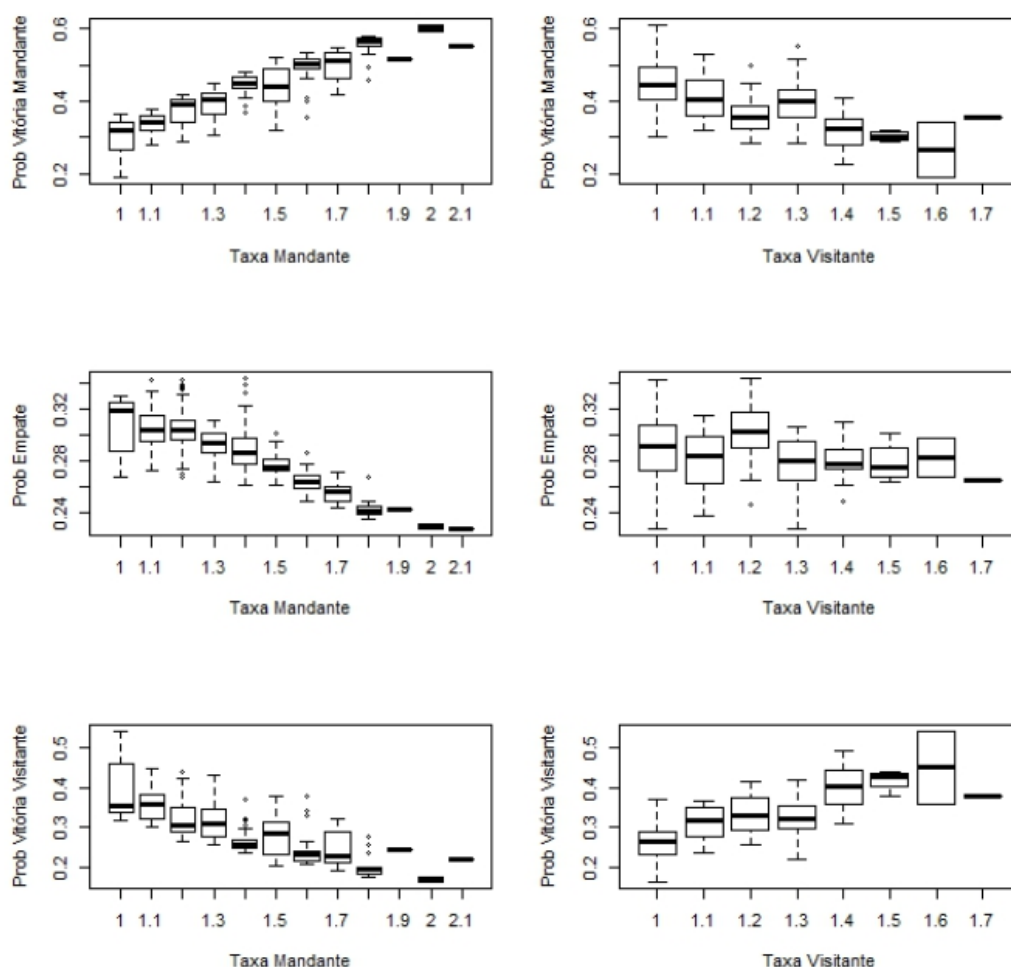 Prob Vitória Mandante
0.6
0.4
0.2
1 1.1 1.3 1.5 1.7 1.9 2 2.1
Taxa Mandante
Prob Vitória Mandante
0.6
0.4
0.2
1 1.1 1.2 1.3 1.4 1.5 1.6 1.7
Taxa Visitante
Prob Empate
0.32
0.28
0.24
1 1.1 1.3 1.5 1.7 1.9 2 2.1
Taxa Mandante
Prob Empate
0.32
0.28
0.24
1 1.1 1.2 1.3 1.4 1.5 1.6 1.7
Taxa Visitante
Prob Vitória Visitante
0.5
0.4
0.3
0.2
1 1.1 1.3 1.5 1.7 1.9 2 2.1
Taxa Mandante
Prob Vitória Visitante
0.5
0.4
0.3
0.2
1 1.1 1.2 1.3 1.4 1.5 1.6 1.7
Taxa Visitante